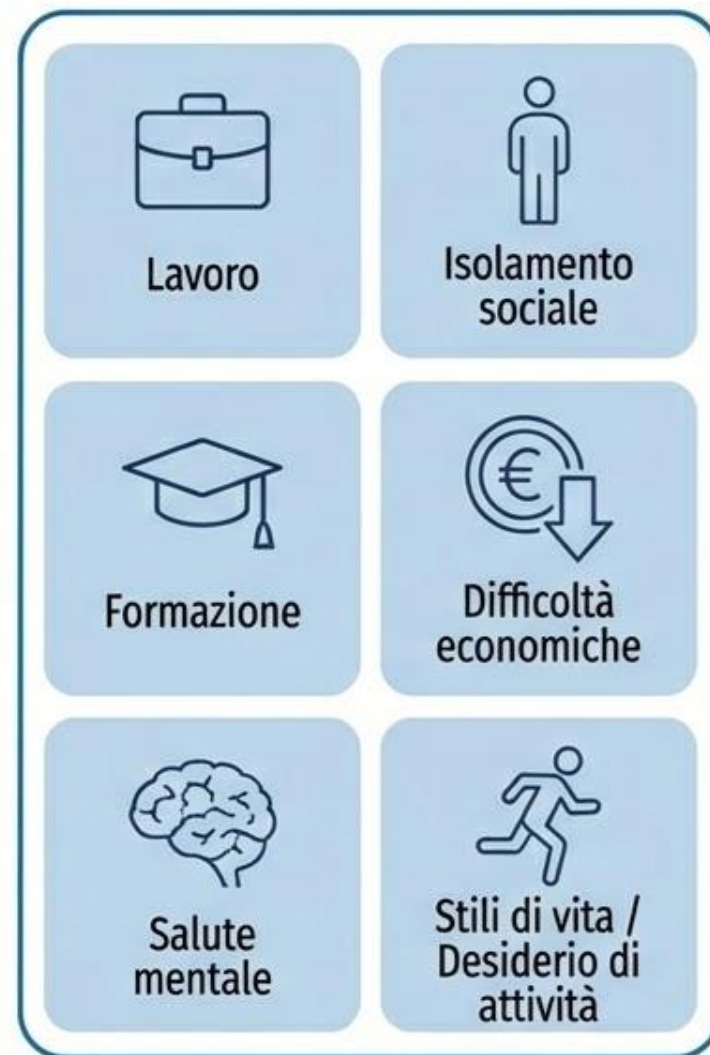 Lavoro
Isolamento
sociale
Formazione
€
Difficoltà
economiche
Salute
mentale
Stili di vita /
Desiderio di
attività